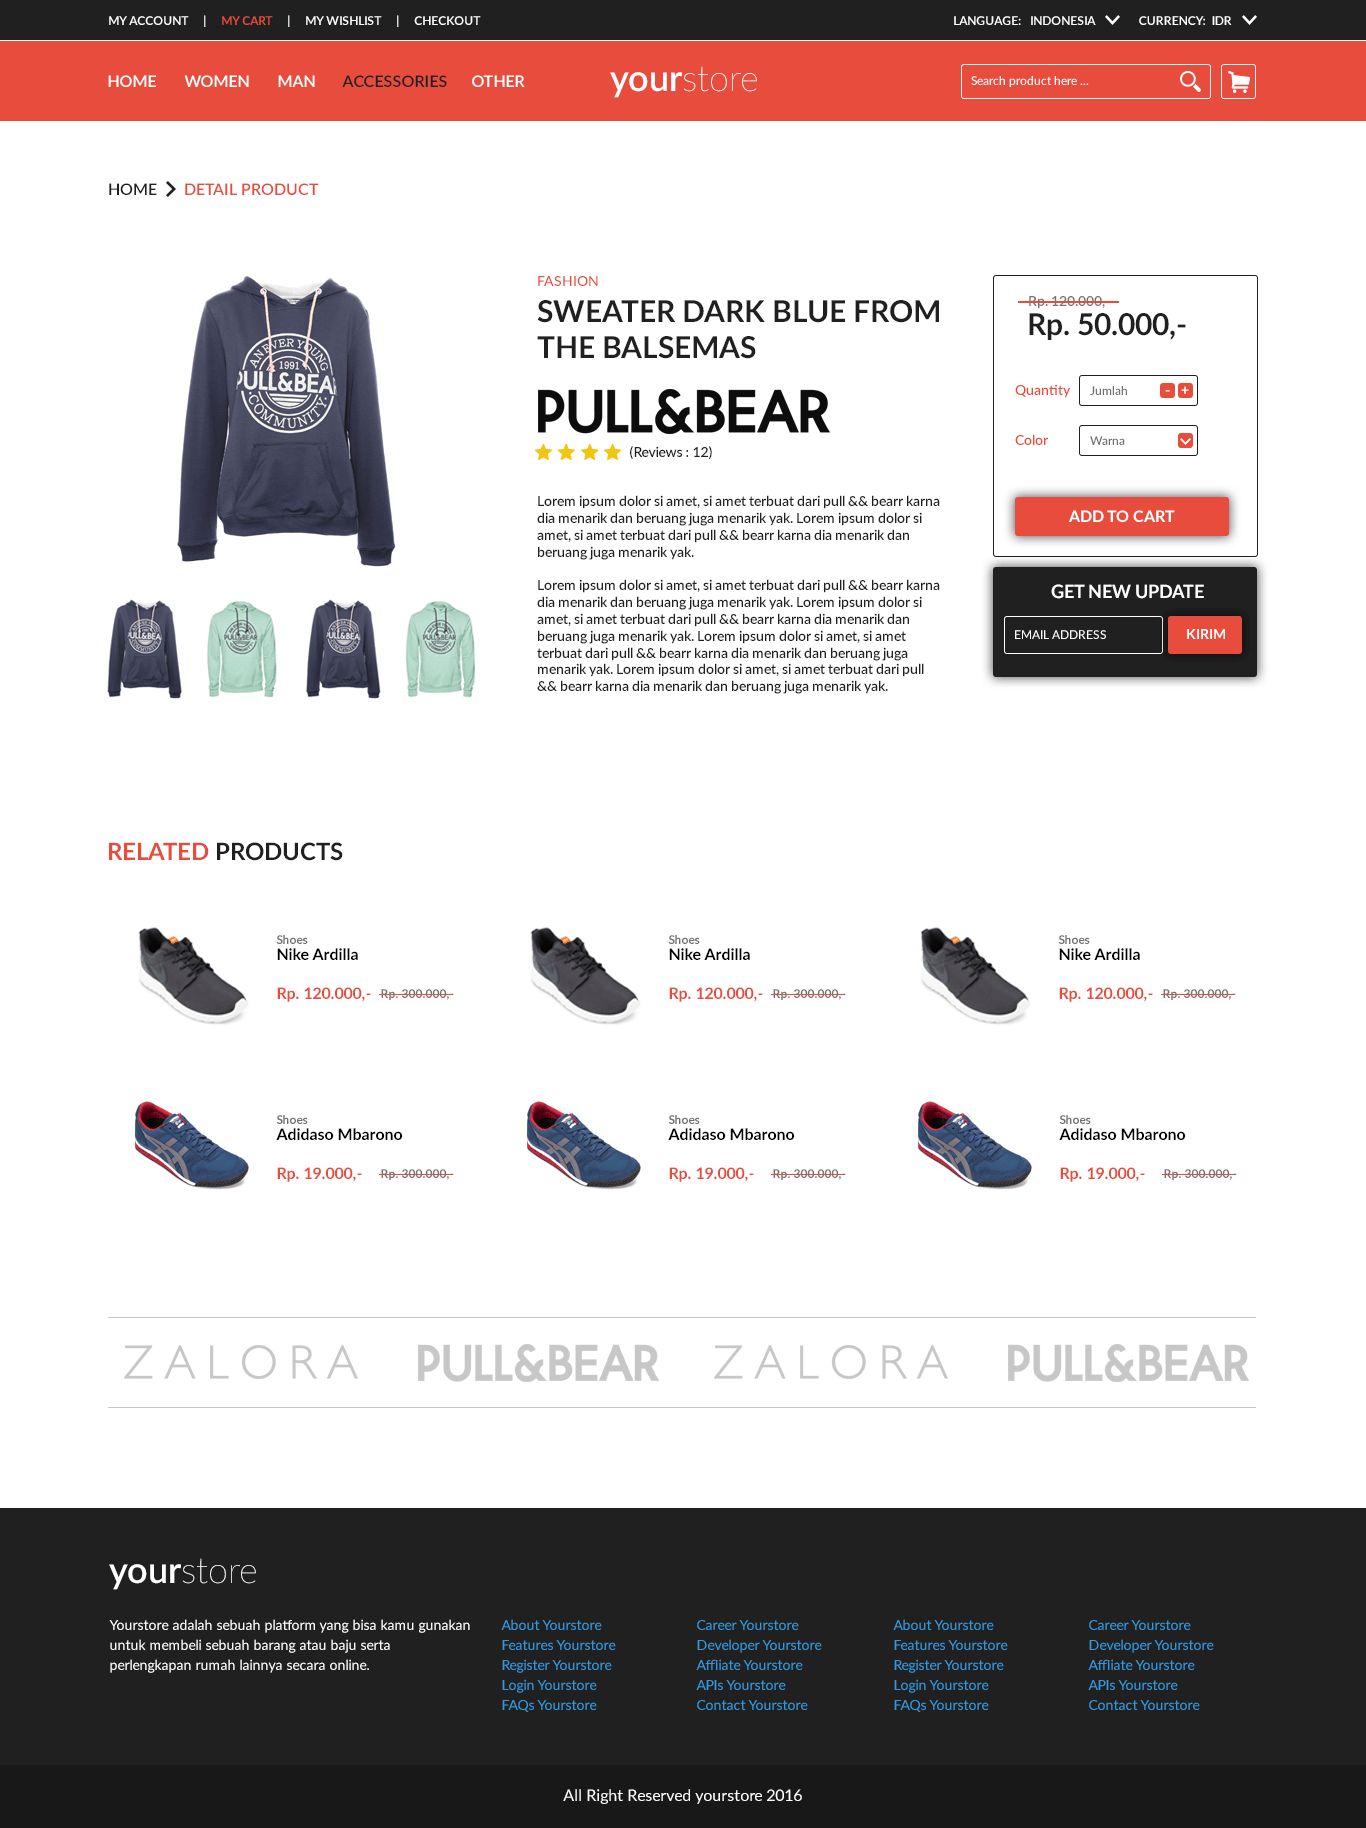 MY ACCOUNT | MY CART | MY WISHLIST | CHECKOUT
LANGUAGE: INDONESIA CURRENCY: IDR
HOME WOMEN MAN ACCESSORIES OTHER
yourstore
Search product here ...
HOME DETAIL PRODUCT
AN EVER YOUNG
1991
PULL&BEAR
COMMUNITY.
FASHION
SWEATER DARK BLUE FROM
THE BALSEMAS
PULL&BEAR
(Reviews : 12)
Lorem ipsum dolor si amet, si amet terbuat dari pull && bearr karna
dia menarik dan beruang juga menarik yak. Lorem ipsum dolor si
amet, si amet terbuat dari pull && bearr karna dia menarik dan
beruang juga menarik yak.
Lorem ipsum dolor si amet, si amet terbuat dari pull && bearr karna
dia menarik dan beruang juga menarik yak. Lorem ipsum dolor si
amet, si amet terbuat dari pull && bearr karna dia menarik dan
beruang juga menarik yak. Lorem ipsum dolor si amet, si amet
terbuat dari pull && bearr karna dia menarik dan beruang juga
menarik yak. Lorem ipsum dolor si amet, si amet terbuat dari pull
&& bearr karna dia menarik dan beruang juga menarik yak.
Rp. 120.000,-
Rp. 50.000,-
Quantity Jumlah - +
Color Warna
ADD TO CART
GET NEW UPDATE
EMAIL ADDRESS KIRIM
RELATED PRODUCTS
Shoes
Nike Ardilla
Rp. 120.000,- Rp. 300.000,-
Shoes
Nike Ardilla
Rp. 120.000,- Rp. 300.000,-
Shoes
Nike Ardilla
Rp. 120.000,- Rp. 300.000,-
Shoes
Adidaso Mbarono
Rp. 19.000,- Rp. 300.000,-
Shoes
Adidaso Mbarono
Rp. 19.000,- Rp. 300.000,-
Shoes
Adidaso Mbarono
Rp. 19.000,- Rp. 300.000,-
ZALORA PULL&BEAR ZALORA PULL&BEAR
yourstore
Yourstore adalah sebuah platform yang bisa kamu gunakan
untuk membeli sebuah barang atau baju serta
perlengkapan rumah lainnya secara online.
About Yourstore
Features Yourstore
Register Yourstore
Login Yourstore
FAQs Yourstore
Career Yourstore
Developer Yourstore
Affliate Yourstore
APIs Yourstore
Contact Yourstore
About Yourstore
Features Yourstore
Register Yourstore
Login Yourstore
FAQs Yourstore
Career Yourstore
Developer Yourstore
Affliate Yourstore
APIs Yourstore
Contact Yourstore
All Right Reserved yourstore 2016